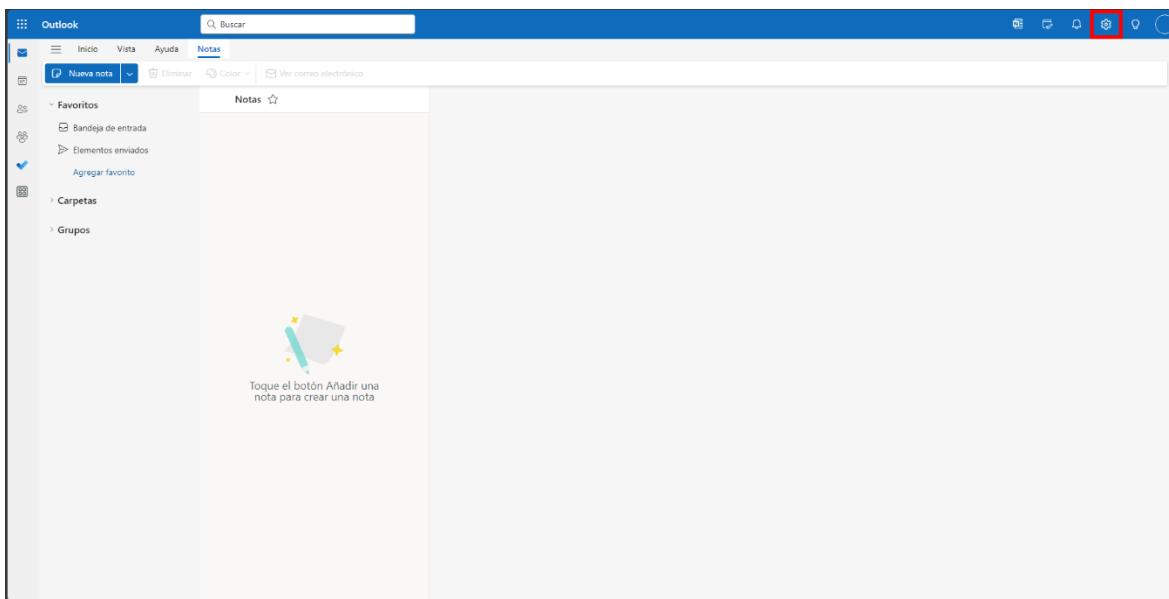 Outlook
Buscar
Inicio Vista Ayuda Notas
Nueva nota Eliminar Color Ver correo electrónico
Favoritos
Bandeja de entrada
Elementos enviados
Agregar favorito
Carpetas
Grupos
Notas
Toque el botón Añadir una
nota para crear una nota